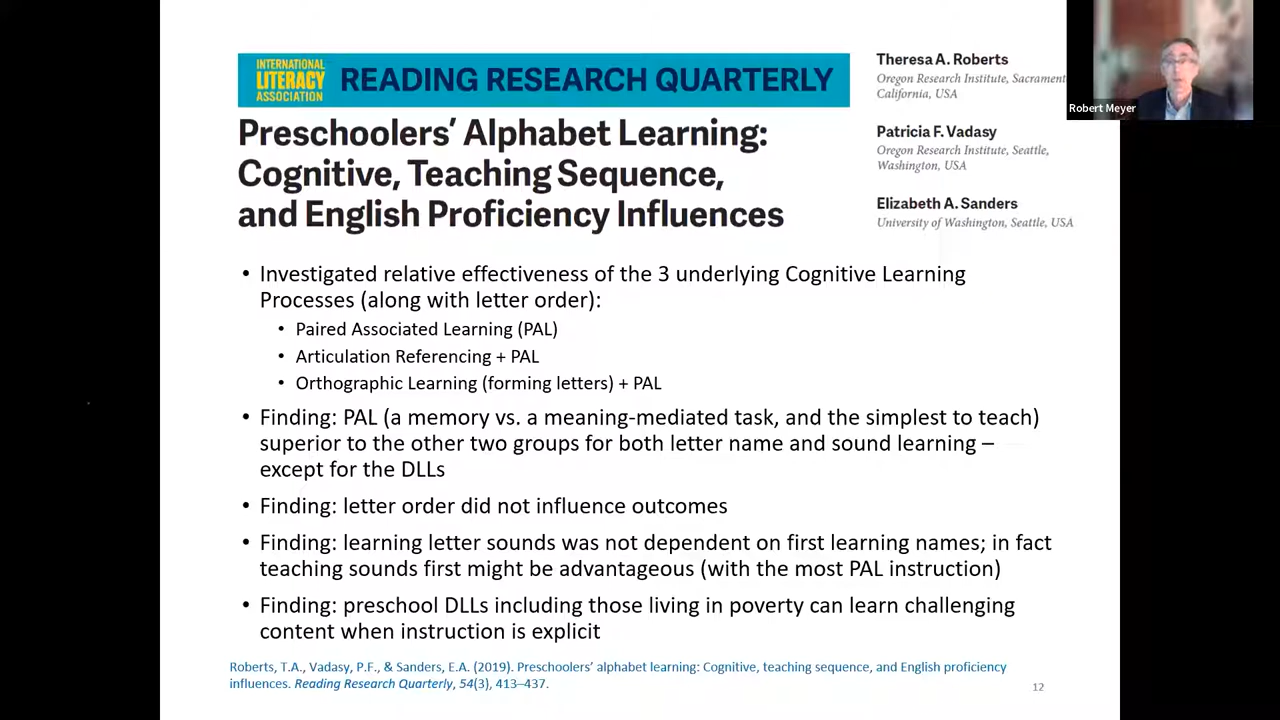 INTERNATIONAL
LITERACY
ASSOCIATION
READING RESEARCH QUARTERLY
Preschoolers' Alphabet Learning:
Cognitive, Teaching Sequence,
and English Proficiency Influences
Theresa A. Roberts
Oregon Research Institute, Sacrament
California, USA
Patricia F. Vadasy
Oregon Research Institute, Seattle,
Washington, USA
Elizabeth A. Sanders
University of Washington, Seattle, USA
Robert Meyer
• Investigated relative effectiveness of the 3 underlying Cognitive Learning
Processes (along with letter order):
• Paired Associated Learning (PAL)
• Articulation Referencing + PAL
• Orthographic Learning (forming letters) + PAL
• Finding: PAL (a memory vs. a meaning-mediated task, and the simplest to teach)
superior to the other two groups for both letter name and sound learning –
except for the DLLs
• Finding: letter order did not influence outcomes
• Finding: learning letter sounds was not dependent on first learning names; in fact
teaching sounds first might be advantageous (with the most PAL instruction)
• Finding: preschool DLLs including those living in poverty can learn challenging
content when instruction is explicit
Roberts, T.A., Vadasy, P.F., & Sanders, E.A. (2019). Preschoolers' alphabet learning: Cognitive, teaching sequence, and English proficiency
influences. Reading Research Quarterly, 54(3), 413–437.
12